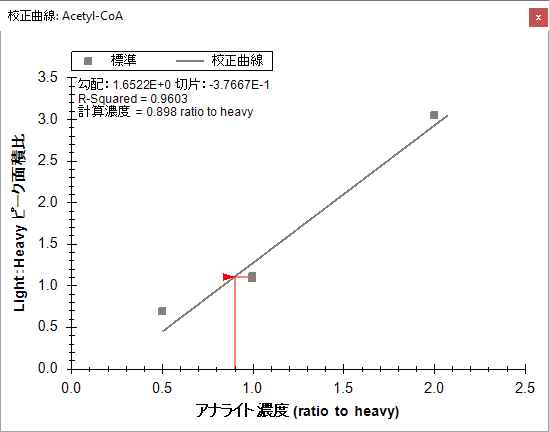 校正曲線: Acetyl-CoA
x
標準 校正曲線
勾配: 1.6522E+0 切片: -3.7667E-1
R-Squared = 0.9603
計算濃度 = 0.898 ratio to heavy
Light:Heavy ピーク面積比
3.5
3.0
2.5
2.0
1.5
1.0
0.5
0.0
0.0 0.5 1.0 1.5 2.0 2.5
アナライト濃度 (ratio to heavy)